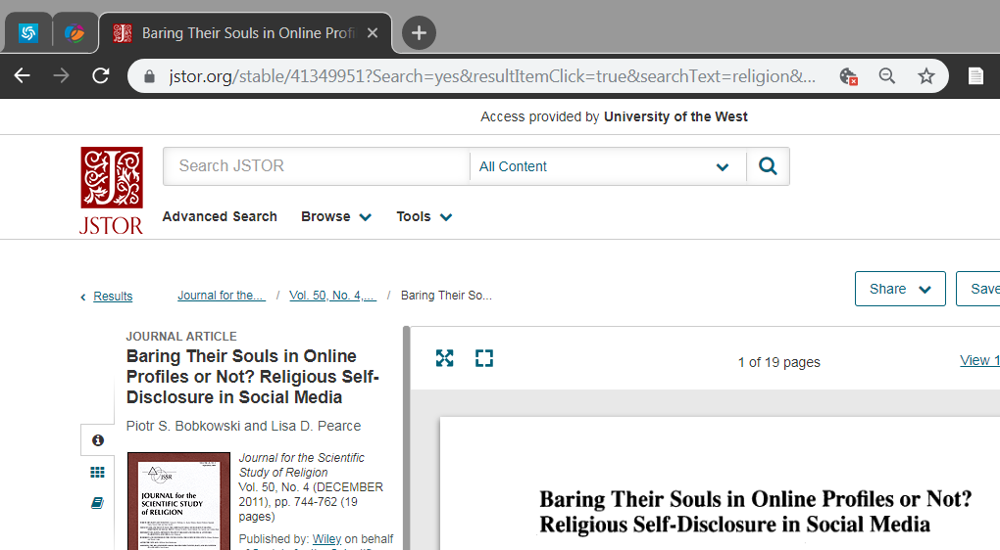 Baring Their Souls in Online Profi
jstor.org/stable/41349951?Search=yes&resultItemClick=true&searchText=religion&...
Access provided by University of the West
JSTOR
Search JSTOR
All Content
Advanced Search Browse Tools
Results
Journal for the... / Vol. 50, No. 4,... / Baring Their So...
Share
Save
JOURNAL ARTICLE
Baring Their Souls in Online
Profiles or Not? Religious Self-
Disclosure in Social Media
Piotr S. Bobkowski and Lisa D. Pearce
JSSR
JOURNAL for the
SCIENTIFIC STUDY
of RELIGION
Journal for the Scientific
Study of Religion
Vol. 50, No. 4 (DECEMBER
2011), pp. 744-762 (19
pages)
Published by: Wiley on behalf
1 of 19 pages
View 1
Baring Their Souls in Online Profiles or Not?
Religious Self-Disclosure in Social Media